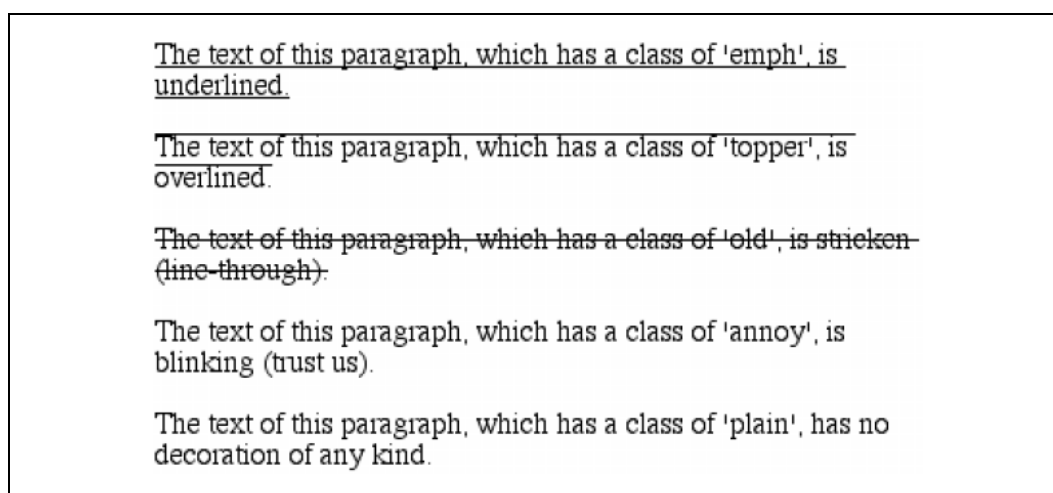 The text of this paragraph, which has a class of 'emph', is
underlined.
The text of this paragraph, which has a class of 'topper', is
overlined.
The text of this paragraph, which has a class of 'old', is stricken
(line-through).
The text of this paragraph, which has a class of 'annoy', is
blinking (trust us).
The text of this paragraph, which has a class of 'plain', has no
decoration of any kind.